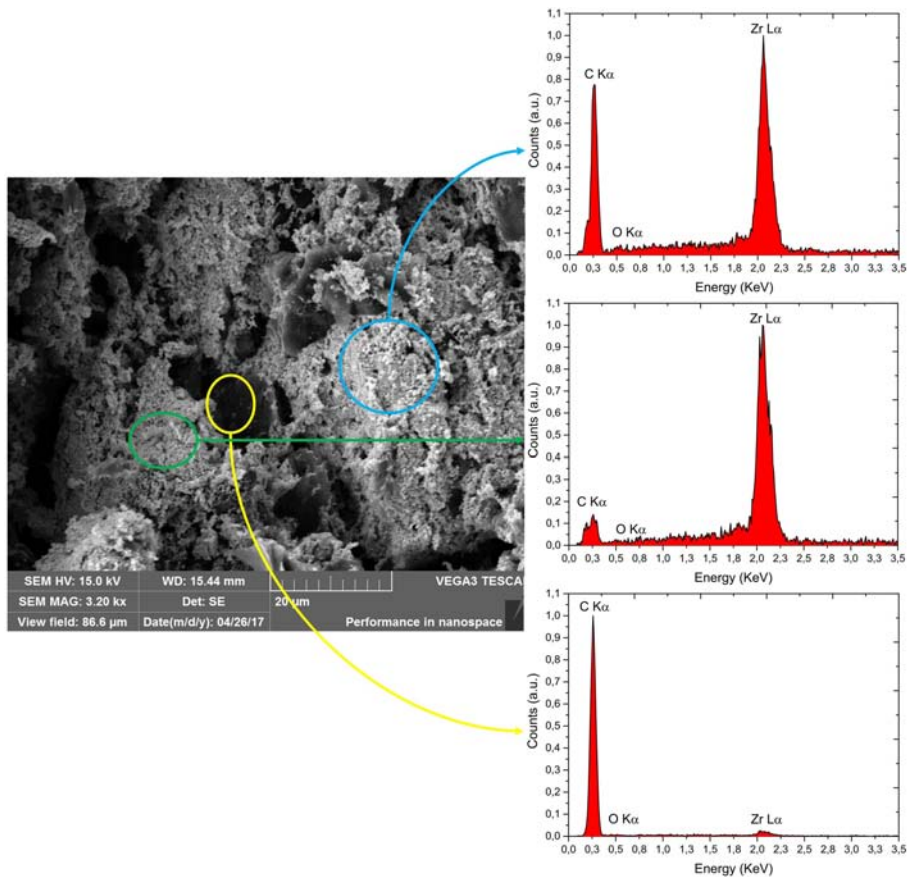 1,1
1,0
0,9
0,8
0,7
0,6
0,5
0,4
0,3
0,2
0,1
0,0
Counts (a.u.)
C Kα
O Kα
Zr Lα
0,0 0,3 0,5 0,8 1,0 1,3 1,5 1,8 2,0 2,3 2,5 2,8 3,0 3,3 3,5
Energy (KeV)
1,1
1,0
0,9
0,8
0,7
0,6
0,5
0,4
0,3
0,2
0,1
0,0
Counts (a.u.)
Zr Lα
C Kα
O Kα
0,0 0,3 0,5 0,8 1,0 1,3 1,5 1,8 2,0 2,3 2,5 2,8 3,0 3,3 3,5
Energy (KeV)
SEM HV: 15.0 kV WD: 15.44 mm VEGA3 TESCA
SEM MAG: 3.20 kx Det: SE 20 µm
View field: 86.6 µm Date(m/d/y): 04/26/17 Performance in nanospace
1,1
1,0
0,9
0,8
0,7
0,6
0,5
0,4
0,3
0,2
0,1
0,0
Counts (a.u.)
C Kα
O Kα
Zr Lα
0,0 0,3 0,5 0,8 1,0 1,3 1,5 1,8 2,0 2,3 2,5 2,8 3,0 3,3 3,5
Energy (KeV)